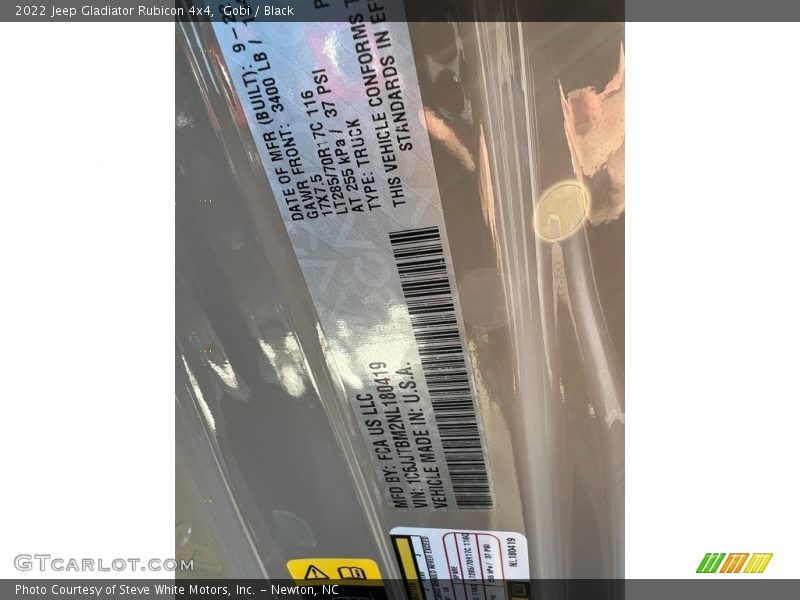 2022 Jeep Gladiator Rubicon 4x4, Gobi / Black
DATE OF MFR (BUILT): 9-22
GAWR FRONT: 3400 LB /
17X7.5 116
LT285/70R17C
AT 255 kPa / 37 PSI
TYPE: TRUCK
THIS VEHICLE CONFORMS
STANDARDS IN
MFD BY: FCA US LLC
VIN: 1C6JJTBM2NL180419
VEHICLE MADE IN: U.S.A.
NL180419
GTcarlot.com
Photo Courtesy of Steve White Motors, Inc. – Newton, NC